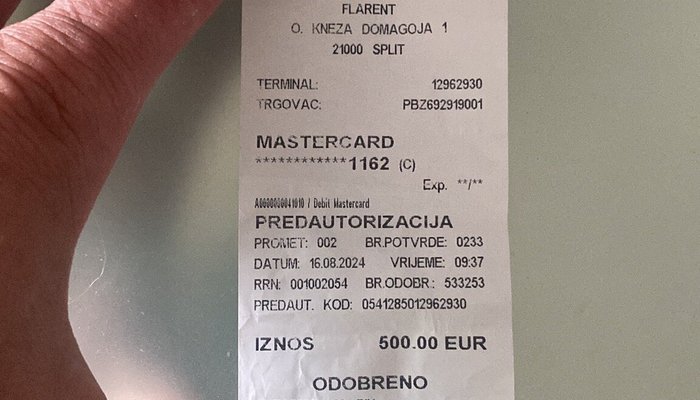 FLARENT
O. KNEZA DOMAGOJA 1
21000 SPLIT
TERMINAL: 12962930
TRGOVAC: PBZ692919001
MASTERCARD
************1162 (C)
Exp. **/**
A0000000041010 / Debit Mastercard
PREDAUTORIZACIJA
PROMET: 002 BR.POTVRDE: 0233
DATUM: 16.08.2024 VRIJEME: 09:37
RRN: 001002054 BR.ODOBR.: 533253
PREDAUT. KOD: 0541285012962930
IZNOS 500.00 EUR
ODOBRENO